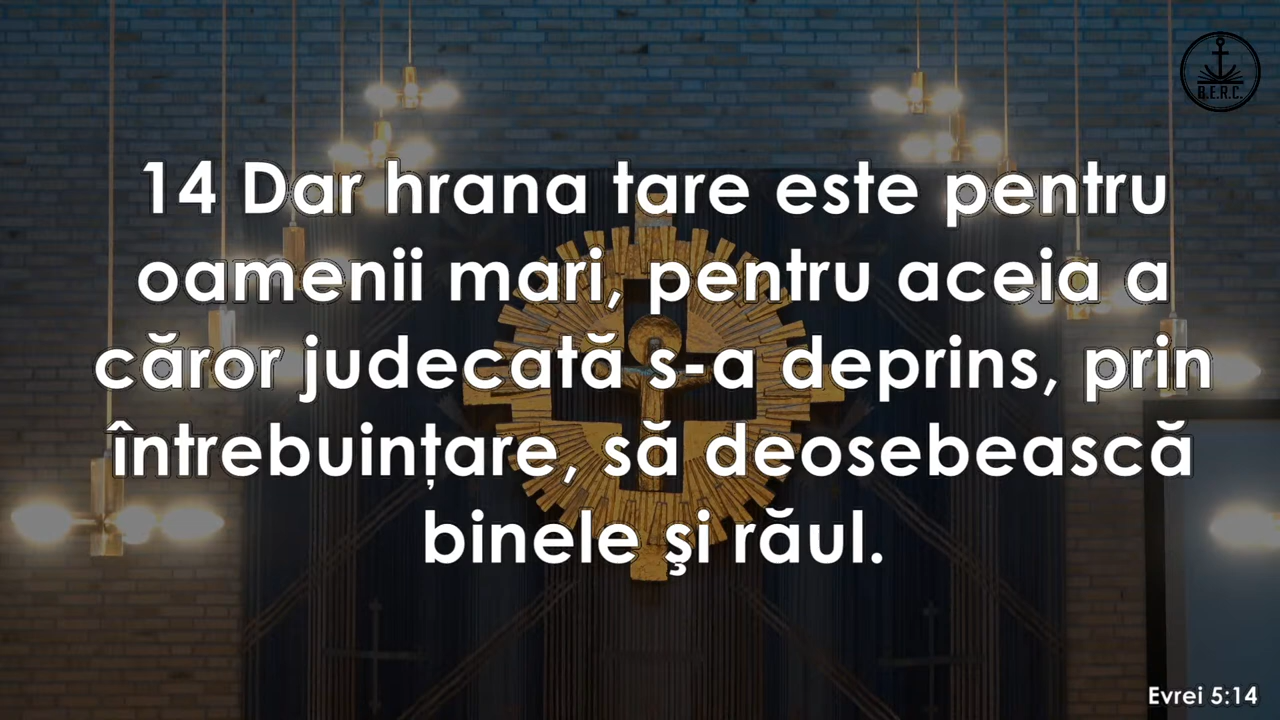 B.E.R.C.
14 Dar hrana tare este pentru
oamenii mari, pentru aceia a
căror judecată s-a deprins, prin
întrebuințare, să deosebească
binele şi răul.
Evrei 5:14